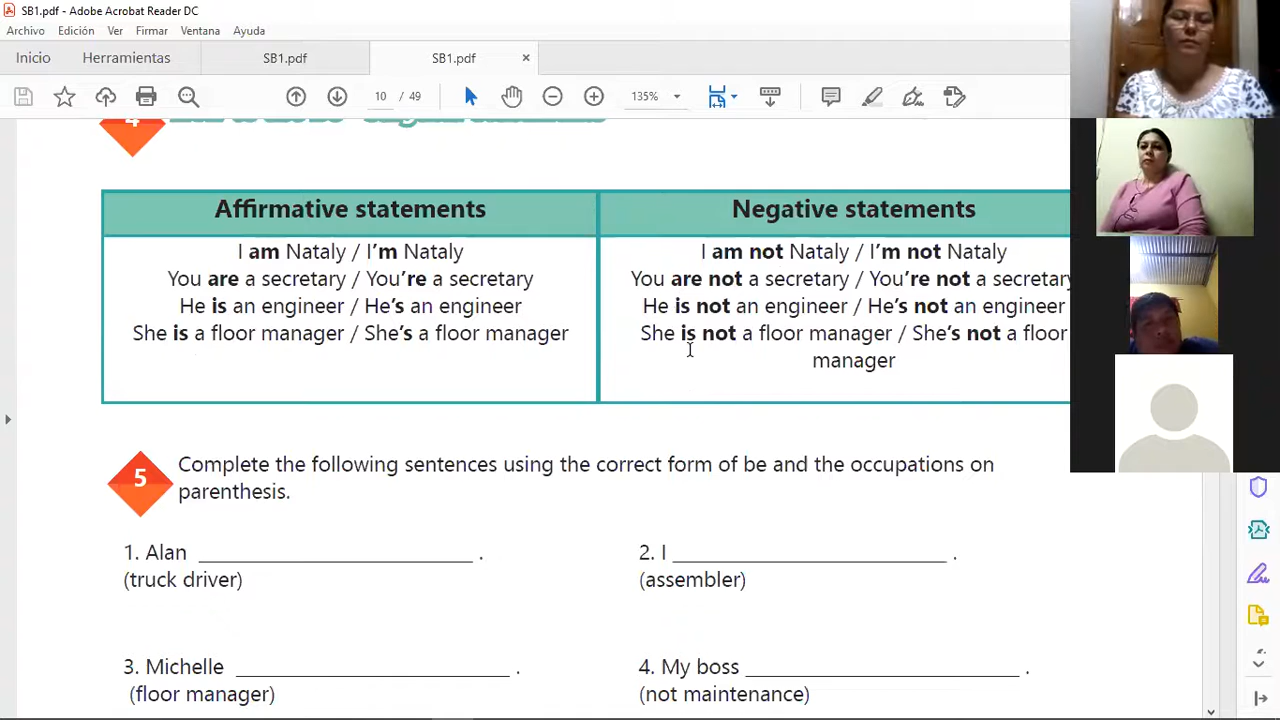 SB1.pdf - Adobe Acrobat Reader DC
Archivo Edición Ver Firmar Ventana Ayuda
Inicio Herramientas SB1.pdf SB1.pdf ×
10 / 49 135%
4
Affirmative statements
I am Nataly / I'm Nataly
You are a secretary / You're a secretary
He is an engineer / He's an engineer
She is a floor manager / She's a floor manager
Negative statements
I am not Nataly / I'm not Nataly
You are not a secretary / You're not a secretary
He is not an engineer / He's not an engineer
She is not a floor manager / She's not a floor
manager
5
Complete the following sentences using the correct form of be and the occupations on
parenthesis.
1. Alan ______________________________ .
(truck driver)
2. I ______________________________ .
(assembler)
3. Michelle ______________________________ .
(floor manager)
4. My boss ______________________________ .
(not maintenance)